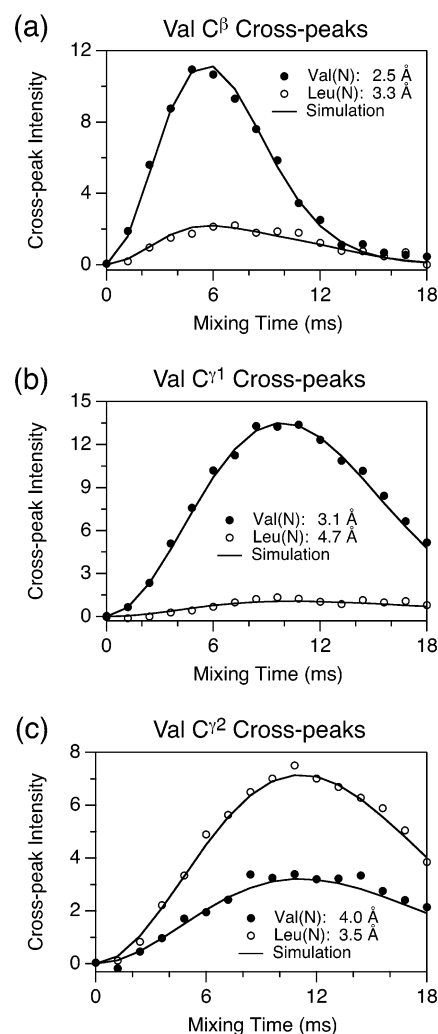 (a) Val Cβ Cross-peaks
12
Val(N): 2.5 Å
Leu(N): 3.3 Å
Simulation
8
4
0
Cross-peak Intensity
0 6 12 18
Mixing Time (ms)
(b) Val Cγ1 Cross-peaks
15
12
9
6
3
0
Cross-peak Intensity
Val(N): 3.1 Å
Leu(N): 4.7 Å
Simulation
0 6 12 18
Mixing Time (ms)
(c) Val Cγ2 Cross-peaks
8
6
4
2
0
Cross-peak Intensity
Val(N): 4.0 Å
Leu(N): 3.5 Å
Simulation
0 6 12 18
Mixing Time (ms)